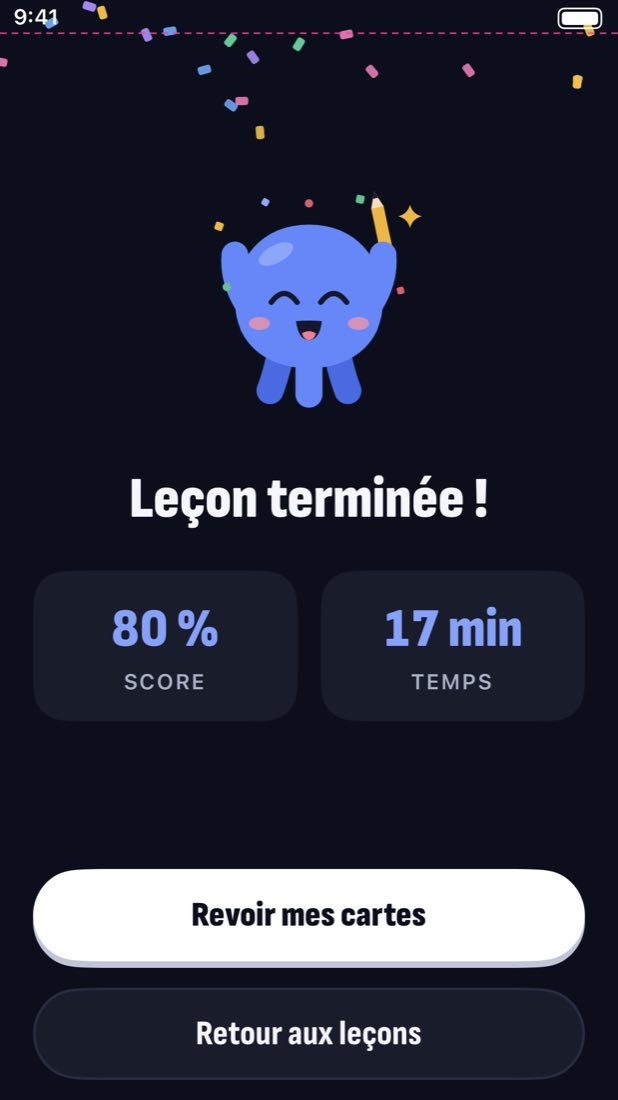 9:41
Leçon terminée !
80 %
SCORE
17 min
TEMPS
Revoir mes cartes
Retour aux leçons